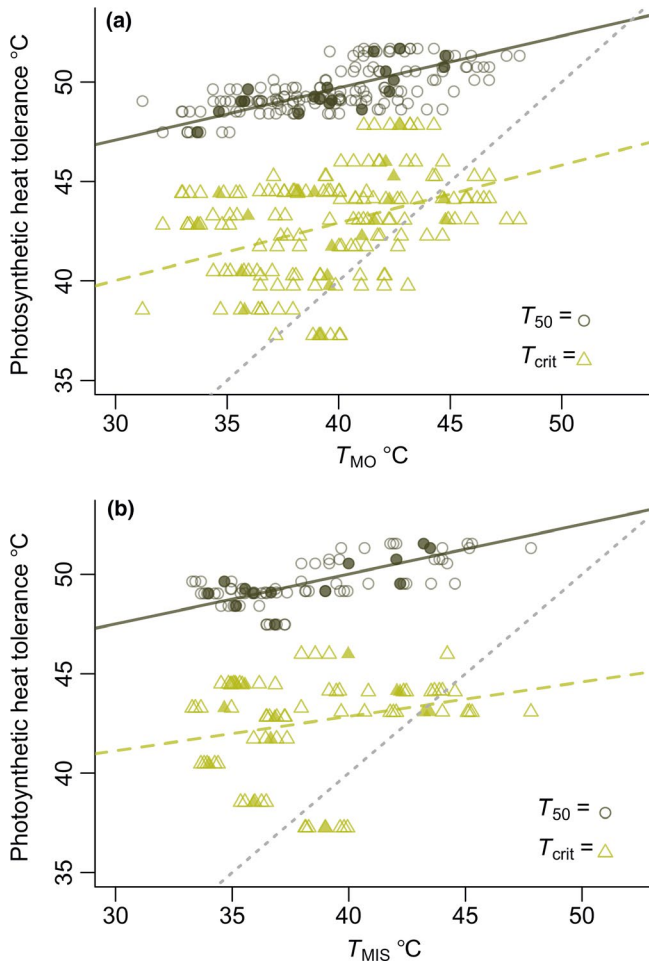 (a)
Photosynthetic heat tolerance °C
50
45
40
35
T50 =
Tcrit =
30 35 40 45 50
TMO °C
(b)
Photoynthetic heat tolerance °C
50
45
40
35
T50 =
Tcrit =
30 35 40 45 50
TMIS °C